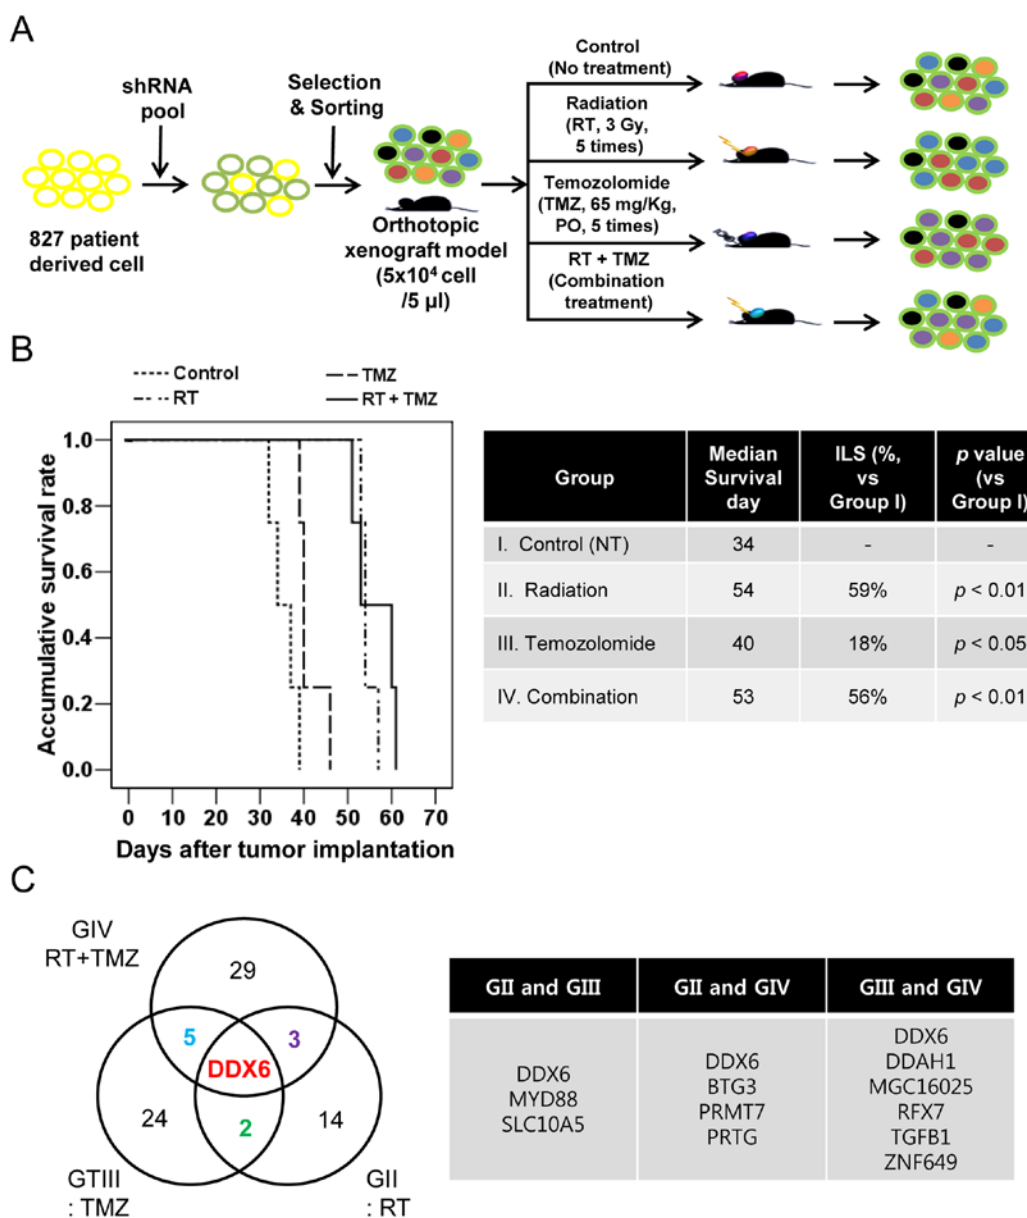 A
shRNA
pool
Selection
& Sorting
827 patient
derived cell
Orthotopic
xenograft model
(5x10⁴ cell
/5 µl)
Control
(No treatment)
Radiation
(RT, 3 Gy,
5 times)
Temozolomide
(TMZ, 65 mg/Kg,
PO, 5 times)
RT + TMZ
(Combination
treatment)
B
Control
TMZ
RT
RT + TMZ
Accumulative survival rate
1.0
0.8
0.6
0.4
0.2
0.0
0 10 20 30 40 50 60 70
Days after tumor implantation
Group
Median
Survival
day
ILS (%,
vs
Group I)
p value
(vs
Group I)
I. Control (NT) 34 - -
II. Radiation 54 59% p < 0.01
III. Temozolomide 40 18% p < 0.05
IV. Combination 53 56% p < 0.01
C
GIV
RT+TMZ
29
5
3
DDX6
24
2
14
GTIII
: TMZ
GII
: RT
GII and GIII GII and GIV GIII and GIV
DDX6
MYD88
SLC10A5
DDX6
BTG3
PRMT7
PRTG
DDX6
DDAH1
MGC16025
RFX7
TGFB1
ZNF649